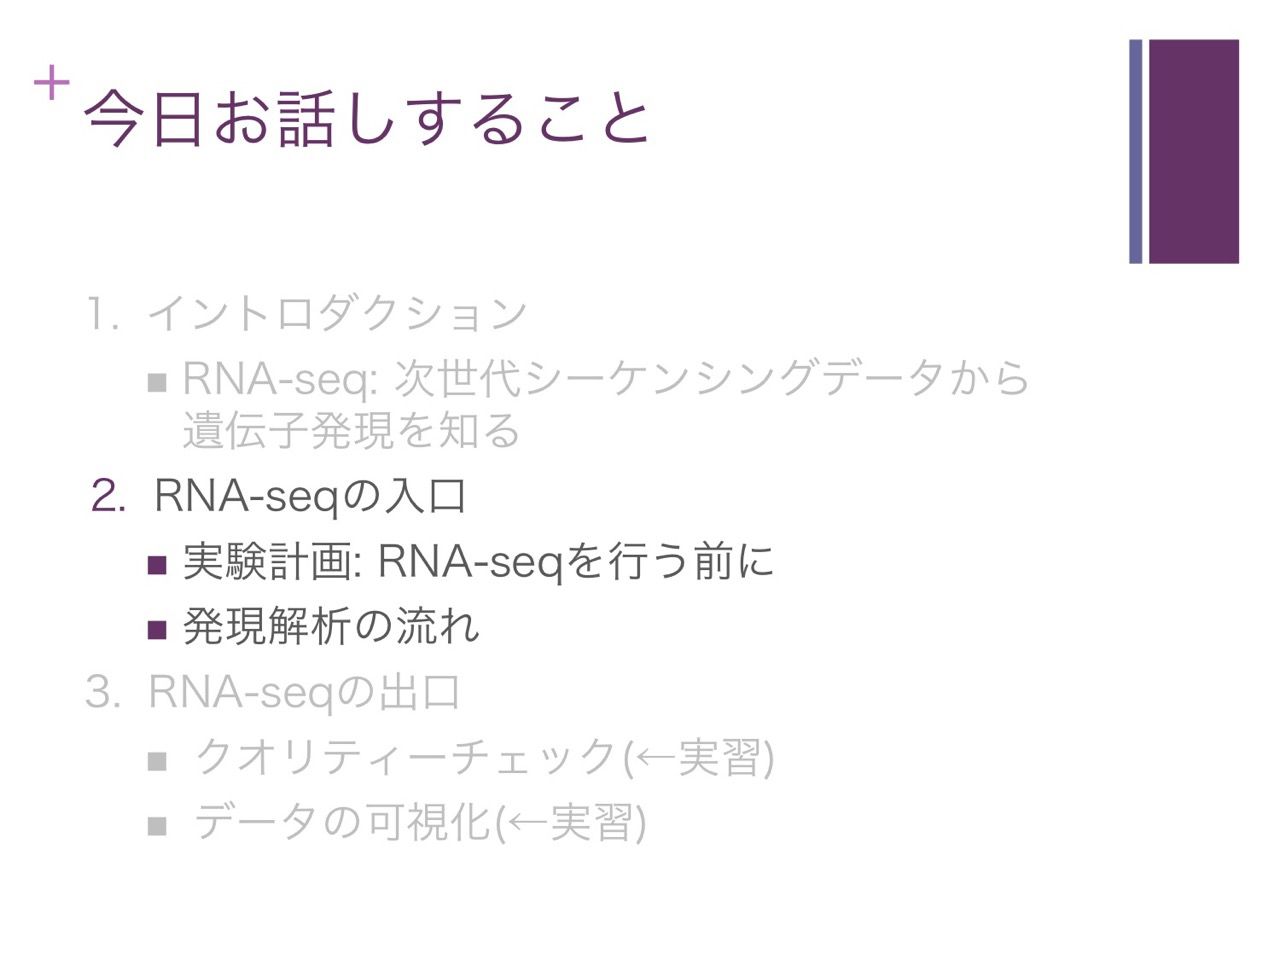 + 今日お話しすること
1. イントロダクション
■ RNA-seq: 次世代シーケンシングデータから
遺伝子発現を知る
2. RNA-seqの入口
■ 実験計画: RNA-seqを行う前に
■ 発現解析の流れ
3. RNA-seqの出口
■ クオリティーチェック(←実習)
■ データの可視化(←実習)